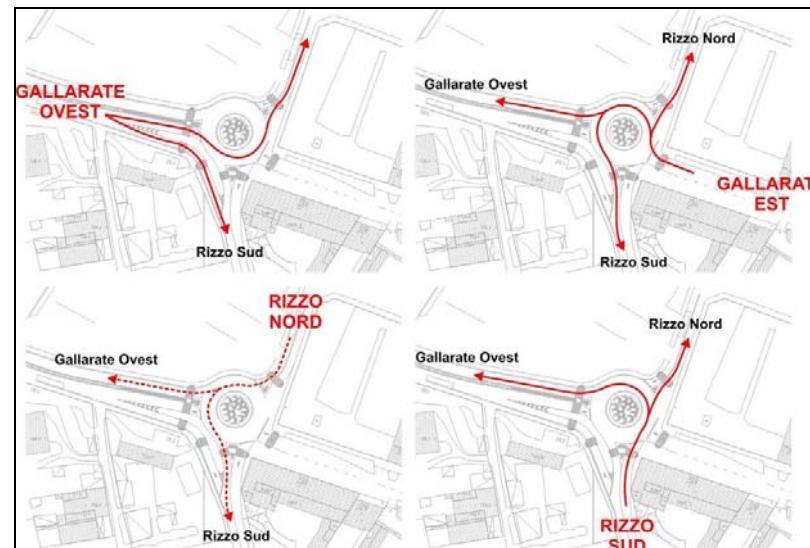 GALLARATE
OVEST
Rizzo Sud
Rizzo Nord
Gallarate Ovest
GALLARAT
EST
Rizzo Sud
RIZZO
NORD
Gallarate Ovest
Rizzo Sud
Rizzo Nord
Gallarate Ovest
RIZZO
SUD